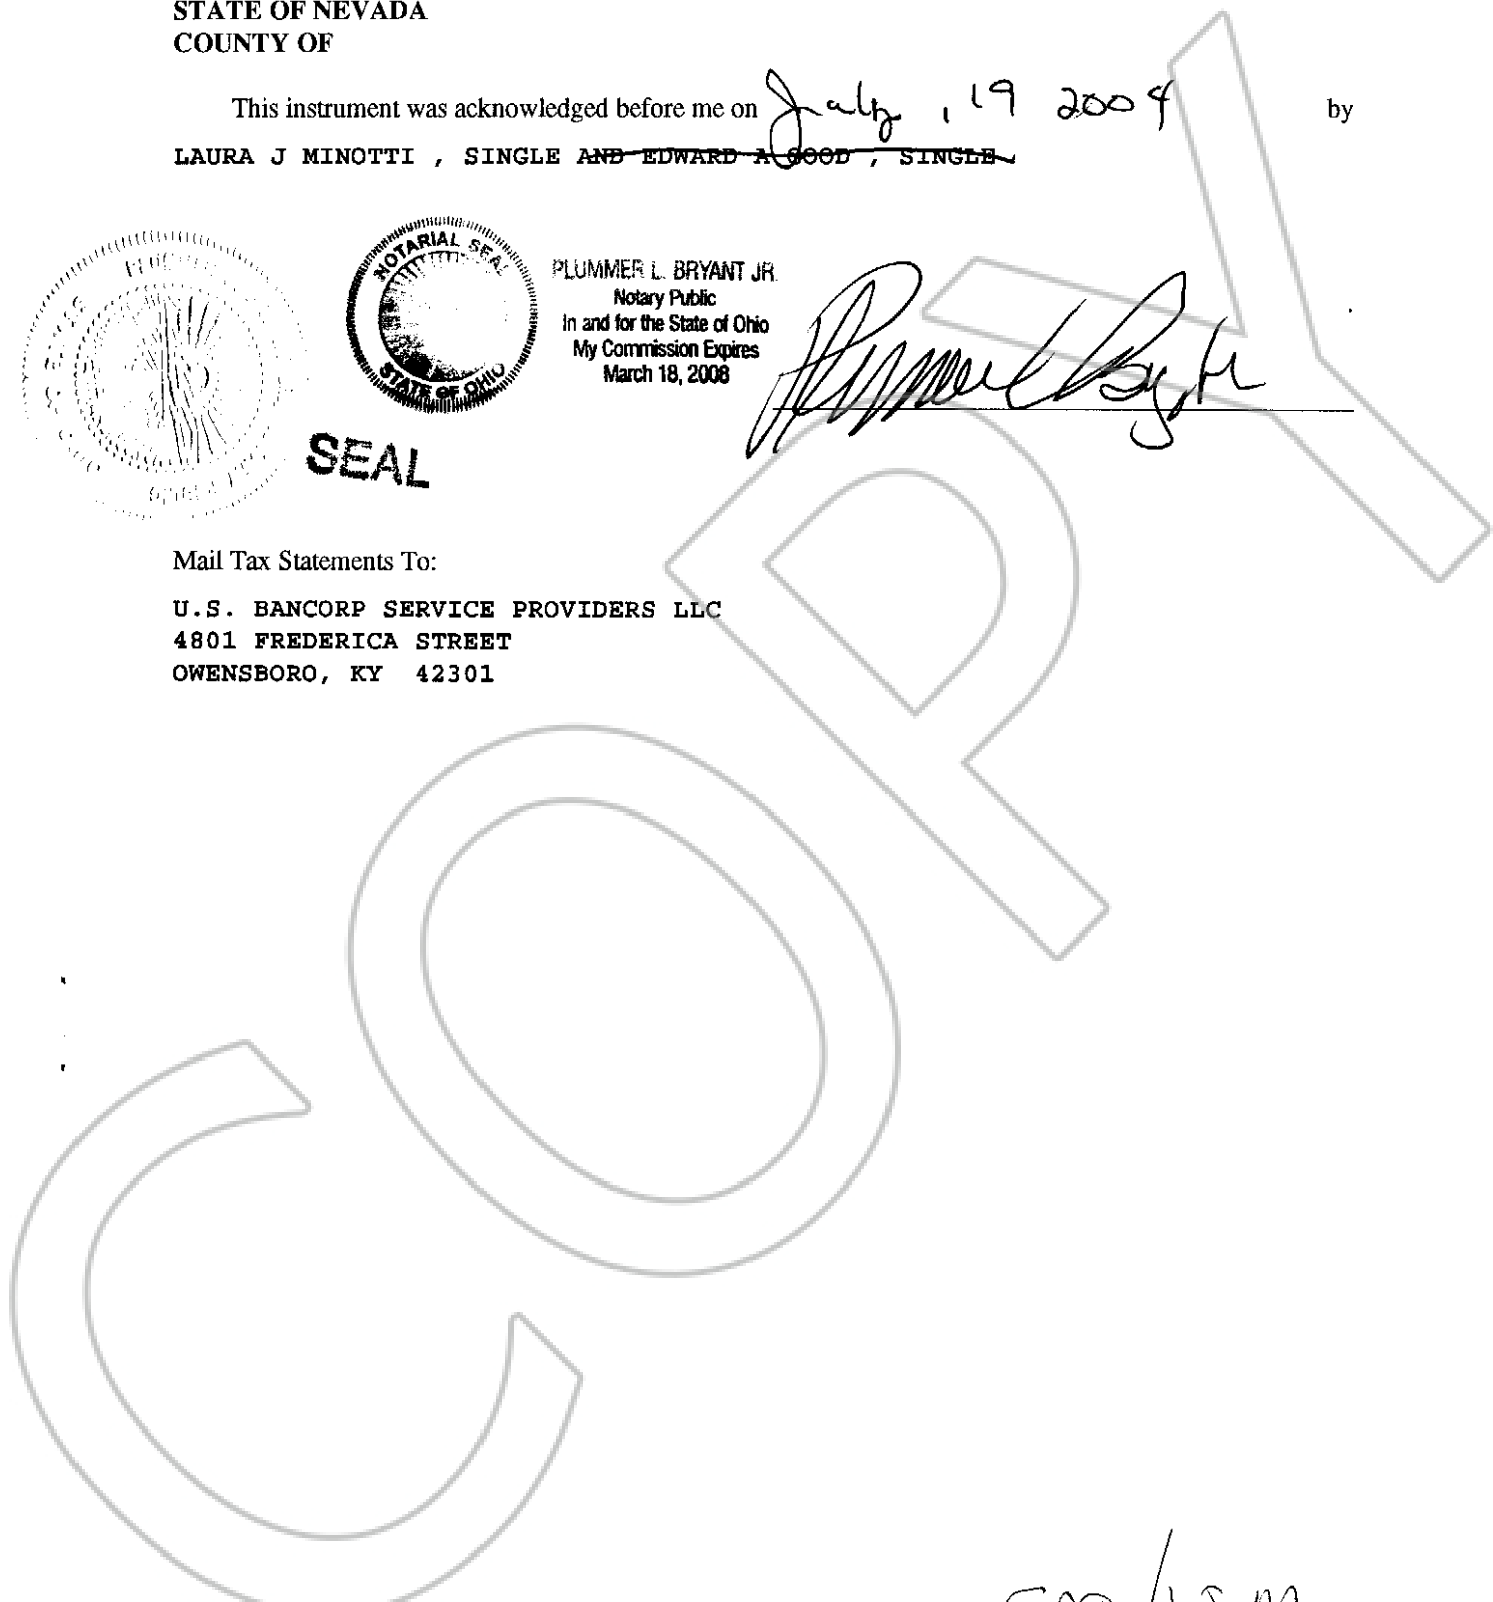 STATE OF NEVADA
COUNTY OF
This instrument was acknowledged before me on July, 19 2004 by
LAURA J MINOTTI , SINGLE AND EDWARD A GOOD , SINGLE
NOTARIAL SEAL
STATE OF OHIO
PLUMMER L. BRYANT JR.
Notary Public
In and for the State of Ohio
My Commission Expires
March 18, 2008
SEAL
Mail Tax Statements To:
U.S. BANCORP SERVICE PROVIDERS LLC
4801 FREDERICA STREET
OWENSBORO, KY 42301
COPY